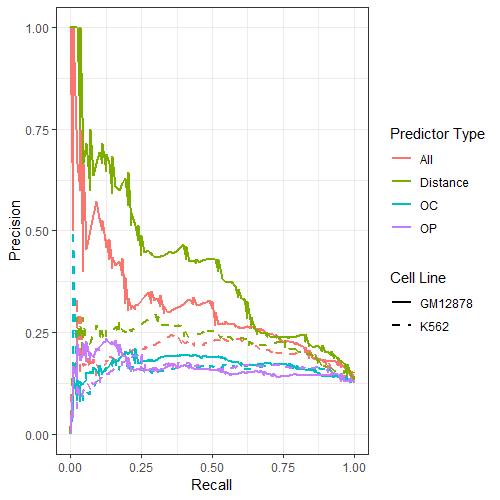 1.00
0.75
0.50
0.25
0.00
Precision
0.00 0.25 0.50 0.75 1.00
Recall
Predictor Type
All
Distance
OC
OP
Cell Line
GM12878
K562